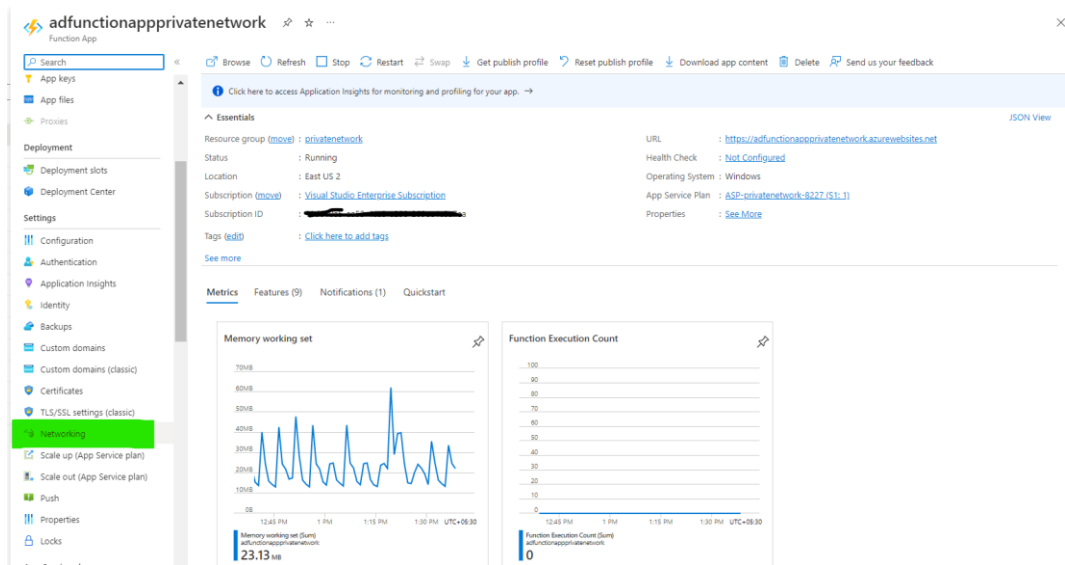 adfunctionappprivatenetwork
Function App
Search
App keys
App files
Proxies
Deployment
Deployment slots
Deployment Center
Settings
Configuration
Authentication
Application Insights
Identity
Backups
Custom domains
Custom domains (classic)
Certificates
TLS/SSL settings (classic)
Networking
Scale up (App Service plan)
Scale out (App Service plan)
Push
Properties
Locks
Browse Refresh Stop Restart Swap Get publish profile Reset publish profile Download app content Delete Send us your feedback
Click here to access Application Insights for monitoring and profiling for your app. →
Essentials JSON View
Resource group (move) : privatenetwork
Status : Running
Location : East US 2
Subscription (move) : Visual Studio Enterprise Subscription
Subscription ID :
Tags (edit) : Click here to add tags
See more
URL : https://adfunctionappprivatenetwork.azurewebsites.net
Health Check : Not Configured
Operating System : Windows
App Service Plan : ASP-privatenetwork-8227 (S1: 1)
Properties : See More
Metrics Features (9) Notifications (1) Quickstart
Memory working set
70MB
60MB
50MB
40MB
30MB
20MB
10MB
0B
12:45 PM 1 PM 1:15 PM 1:30 PM UTC+05:30
Memory working set (Sum)
adfunctionappprivatenetwork
23.13 MB
Function Execution Count
100
90
80
70
60
50
40
30
20
10
0
12:45 PM 1 PM 1:15 PM 1:30 PM UTC+05:30
Function Execution Count (Sum)
adfunctionappprivatenetwork
0